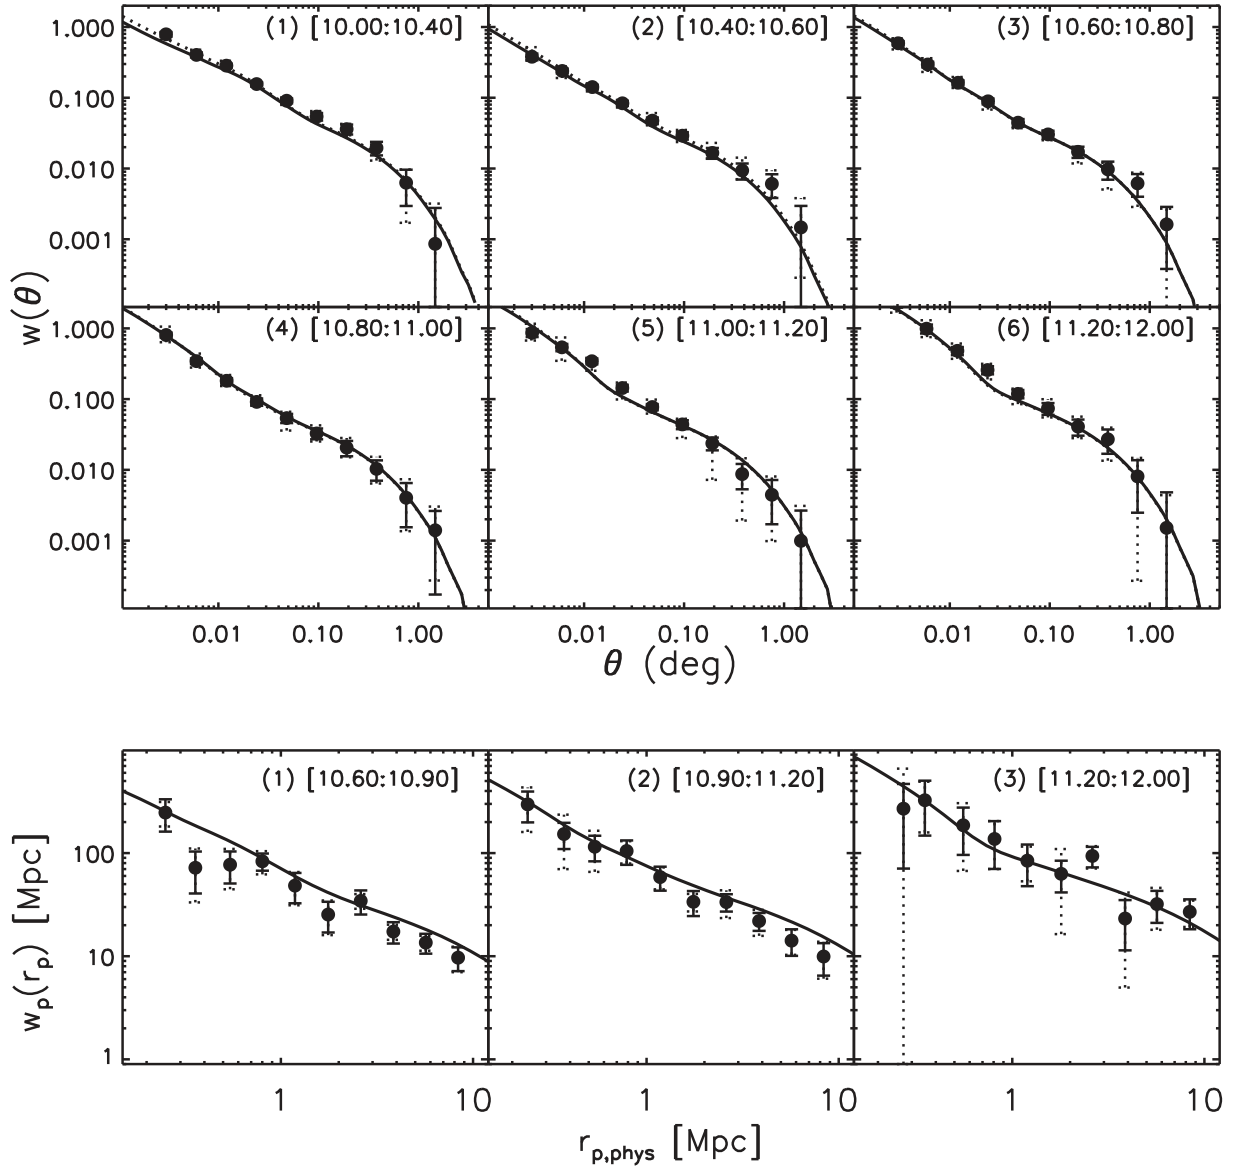 (1) [10.00:10.40] (2) [10.40:10.60] (3) [10.60:10.80]
1.000
0.100
0.010
0.001
w(θ)
(4) [10.80:11.00] (5) [11.00:11.20] (6) [11.20:12.00]
1.000
0.100
0.010
0.001
0.01 0.10 1.00 0.01 0.10 1.00 0.01 0.10 1.00
θ (deg)
(1) [10.60:10.90] (2) [10.90:11.20] (3) [11.20:12.00]
100
10
1
wp(rp) [Mpc]
1 10 1 10 1 10
rp,phys [Mpc]